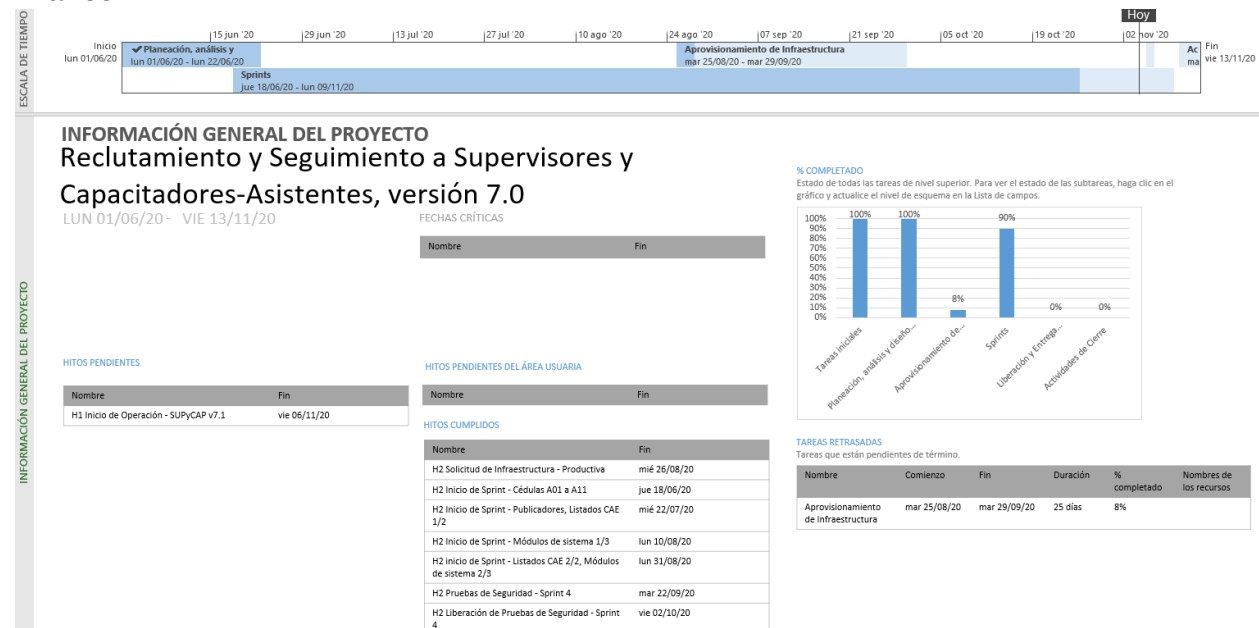 Hoy
15 jun '20 29 jun '20 13 jul '20 27 jul '20 10 ago '20 24 ago '20 07 sep '20 21 sep '20 05 oct '20 19 oct '20 02 nov '20
Inicio
lun 01/06/20
Planeación, análisis y
lun 01/06/20 - lun 22/06/20
Aprovisionamiento de Infraestructura
mar 25/08/20 - mar 29/09/20
Ac
ma
Fin
vie 13/11/20
Sprints
jue 18/06/20 - lun 09/11/20
ESCALA DE TIEMPO
INFORMACIÓN GENERAL DEL PROYECTO
INFORMACIÓN GENERAL DEL PROYECTO
Reclutamiento y Seguimiento a Supervisores y
Capacitadores-Asistentes, versión 7.0
LUN 01/06/20 - VIE 13/11/20
FECHAS CRÍTICAS
Nombre Fin
HITOS PENDIENTES
Nombre Fin
H1 Inicio de Operación - SUPyCAP v7.1 vie 06/11/20
HITOS PENDIENTES DEL ÁREA USUARIA
Nombre Fin
HITOS CUMPLIDOS
Nombre Fin
H2 Solicitud de Infraestructura - Productiva mié 26/08/20
H2 Inicio de Sprint - Cédulas A01 a A11 jue 18/06/20
H2 Inicio de Sprint - Publicadores, Listados CAE mié 22/07/20
1/2
H2 Inicio de Sprint - Módulos de sistema 1/3 lun 10/08/20
H2 inicio de Sprint - Listados CAE 2/2, Módulos lun 31/08/20
de sistema 2/3
H2 Pruebas de Seguridad - Sprint 4 mar 22/09/20
H2 Liberación de Pruebas de Seguridad - Sprint vie 02/10/20
4
% COMPLETADO
Estado de todas las tareas de nivel superior. Para ver el estado de las subtareas, haga clic en el
gráfico y actualice el nivel de esquema en la Lista de campos.
100%
90%
80%
70%
60%
50%
40%
30%
20%
10%
0%
100% 100% 8% 90% 0% 0%
Tareas iniciales
Planeación, análisis y diseño...
Aprovisionamiento de...
Sprints
Liberación y Entrega...
Actividades de Cierre
TAREAS RETRASADAS
Tareas que están pendientes de término.
Nombre Comienzo Fin Duración % completado Nombres de los recursos
Aprovisionamiento mar 25/08/20 mar 29/09/20 25 días 8%
de Infraestructura